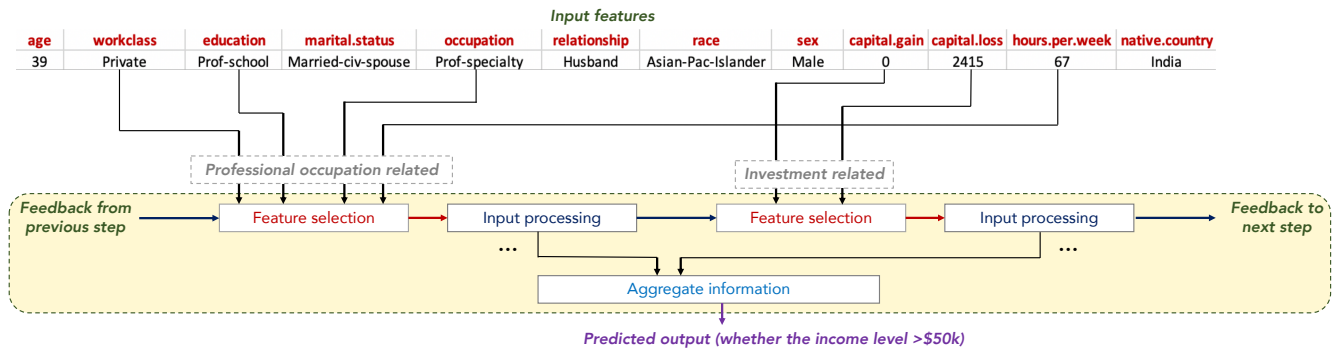 Input features
age workclass education marital.status occupation relationship race sex capital.gain capital.loss hours.per.week native.country
39 Private Prof-school Married-civ-spouse Prof-specialty Husband Asian-Pac-Islander Male 0 2415 67 India
Professional occupation related
Investment related
Feedback from
previous step
Feature selection
Input processing
Feature selection
Input processing
Feedback to
next step
...
...
Aggregate information
Predicted output (whether the income level >$50k)